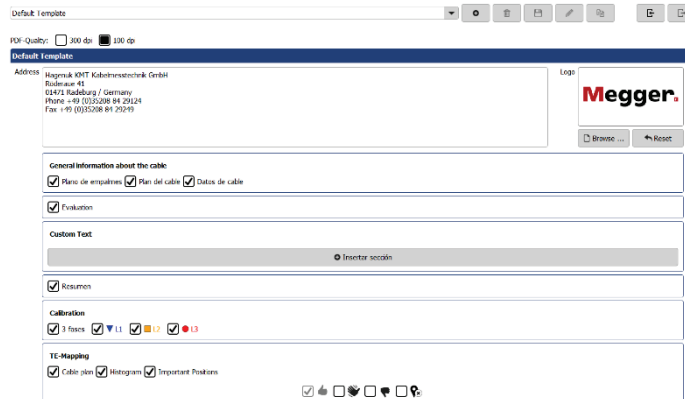 Default Template
PDF-Quality: 300 dpi 100 dpi
Default Template
Address
Hagenuk KMT Kabelmesstechnik GmbH
Röderaue 41
01471 Radeburg / Germany
Phone +49 (0)35208 84 29124
Fax +49 (0)35208 84 29249
Logo
Megger.
Browse ... Reset
General information about the cable
Plano de empalmes Plan del cable Datos de cable
Evaluation
Custom Text
Insertar sección
Resumen
Calibration
3 fases L1 L2 L3
TE-Mapping
Cable plan Histogram Important Positions